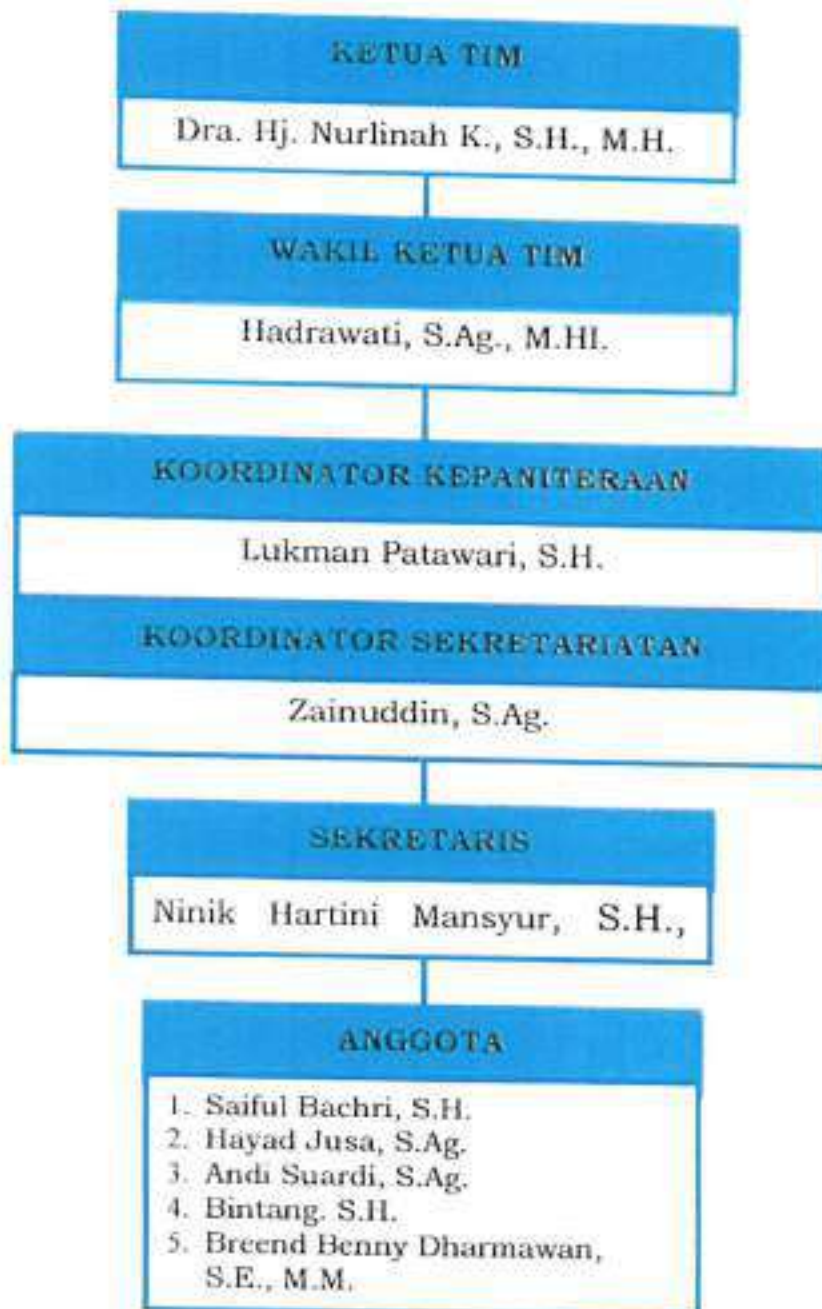 KETUA TIM
Dra. Hj. Nurlinah K., S.H., M.H.
WAKIL KETUA TIM
Hadrawati, S.Ag., M.HI.
KOORDINATOR KEPANITERAAN
Lukman Patawari, S.H.
KOORDINATOR SEKRETARIATAN
Zainuddin, S.Ag.
SEKRETARIS
Ninik Hartini Mansyur, S.H.,
ANGGOTA
1. Saiful Bachri, S.H.
2. Hayad Jusa, S.Ag.
3. Andi Suardi, S.Ag.
4. Bintang. S.H.
5. Breend Benny Dharmawan,
S.E., M.M.